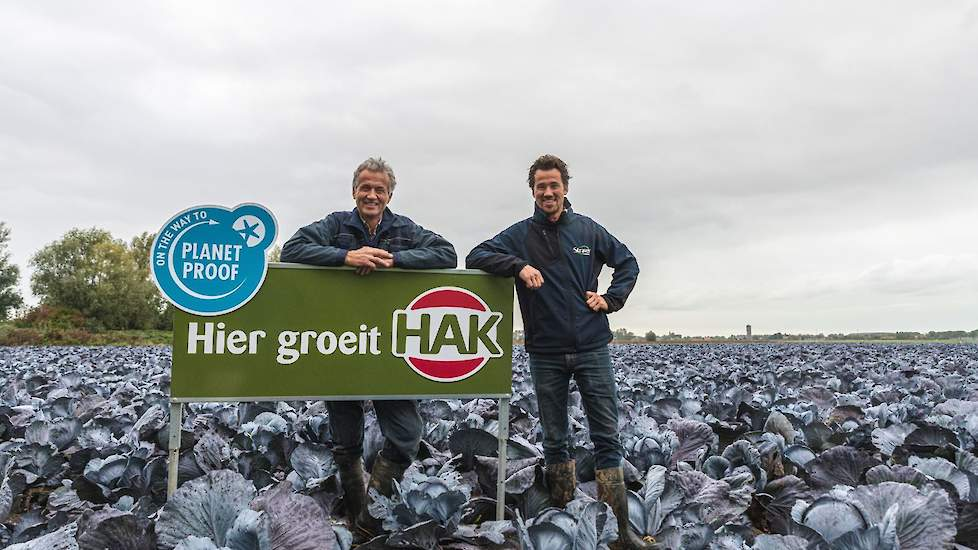 ON THE WAY TO
PLANET
PROOF
Hier groeit HAK